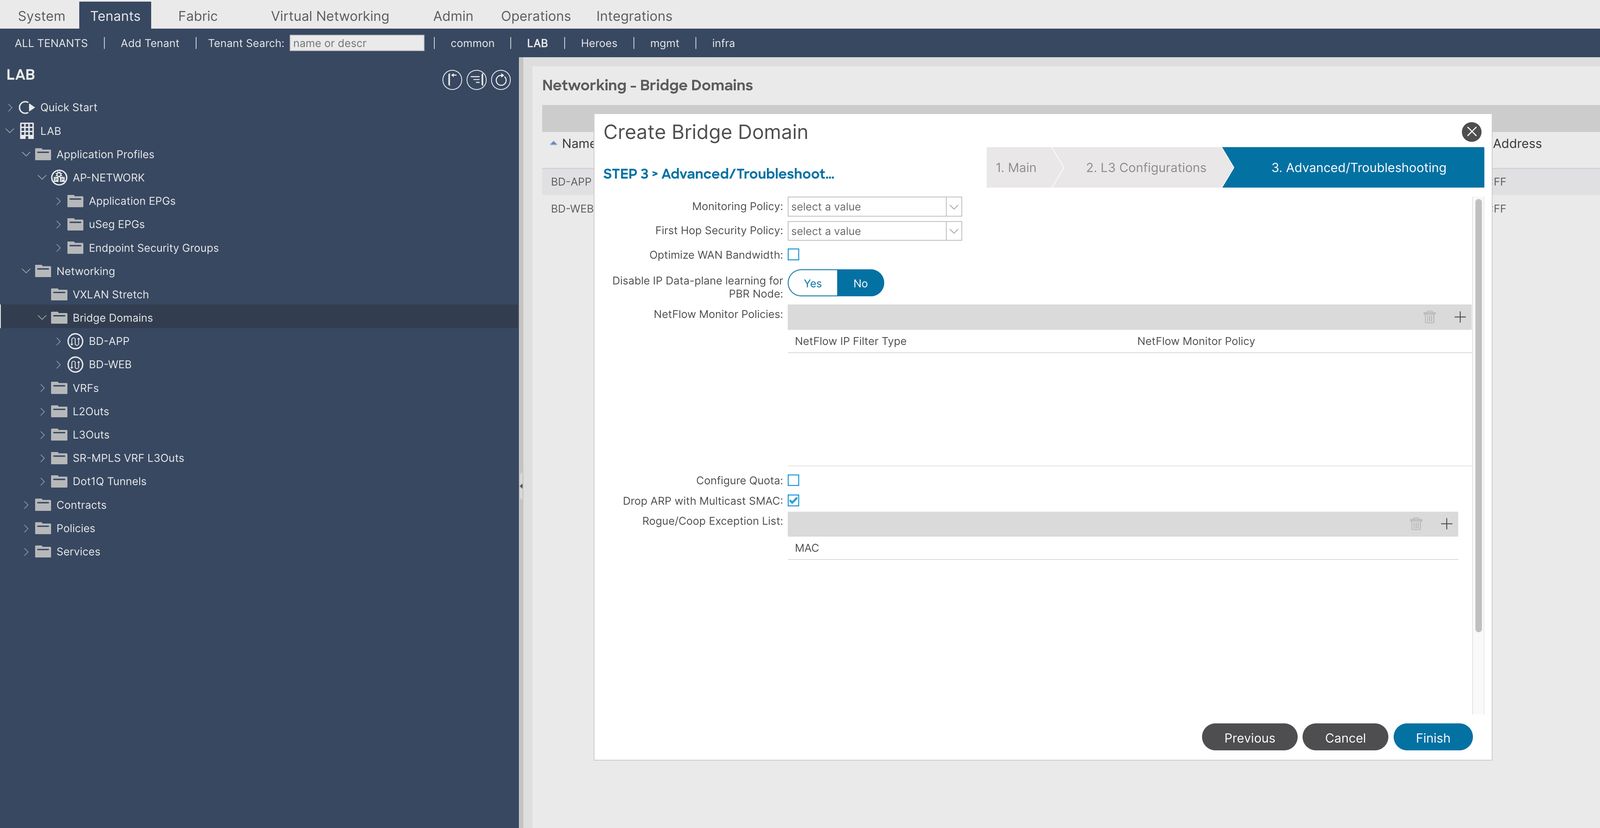 System Tenants Fabric Virtual Networking Admin Operations Integrations
ALL TENANTS | Add Tenant | Tenant Search: name or descr | common | LAB | Heroes | mgmt | infra
LAB
Quick Start
LAB
Application Profiles
AP-NETWORK
Application EPGs
uSeg EPGs
Endpoint Security Groups
Networking
VXLAN Stretch
Bridge Domains
BD-APP
BD-WEB
VRFs
L2Outs
L3Outs
SR-MPLS VRF L3Outs
Dot1Q Tunnels
Contracts
Policies
Services
Networking - Bridge Domains
Name
Address
BD-APP
FF
BD-WEB
FF
Create Bridge Domain
STEP 3 > Advanced/Troubleshoot...
1. Main 2. L3 Configurations 3. Advanced/Troubleshooting
Monitoring Policy: select a value
First Hop Security Policy: select a value
Optimize WAN Bandwidth:
Disable IP Data-plane learning for
PBR Node:
Yes No
NetFlow Monitor Policies:
NetFlow IP Filter Type NetFlow Monitor Policy
Configure Quota:
Drop ARP with Multicast SMAC:
Rogue/Coop Exception List:
MAC
Previous Cancel Finish